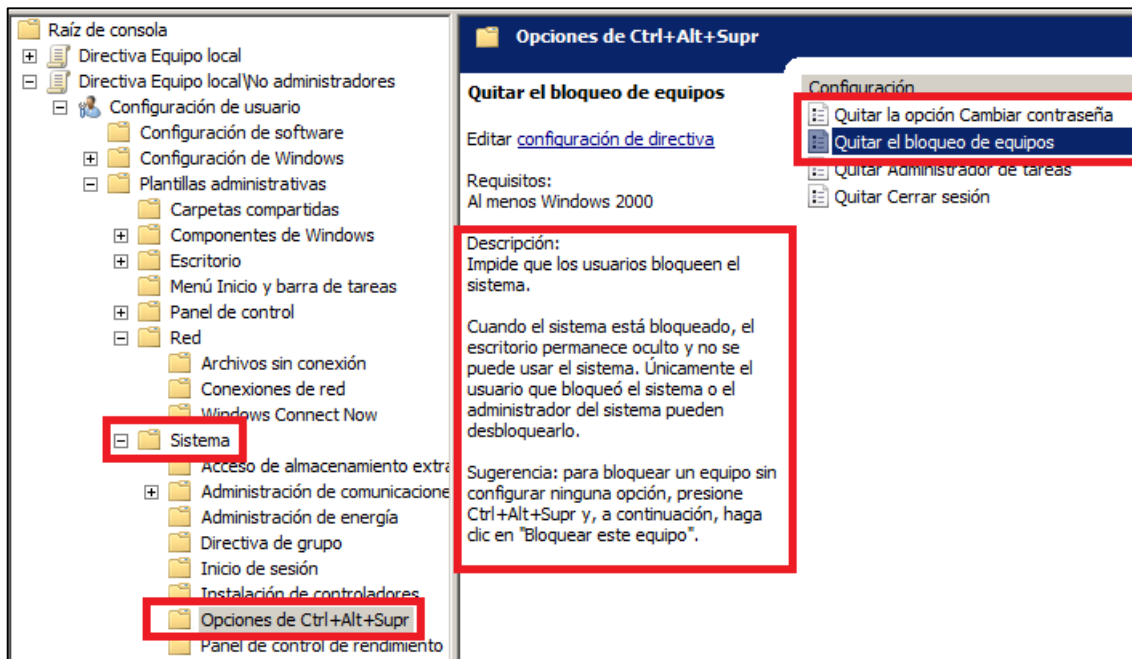 Raíz de consola
Directiva Equipo local
Directiva Equipo local\No administradores
Configuración de usuario
Configuración de software
Configuración de Windows
Plantillas administrativas
Carpetas compartidas
Componentes de Windows
Escritorio
Menú Inicio y barra de tareas
Panel de control
Red
Archivos sin conexión
Conexiones de red
Windows Connect Now
Sistema
Acceso de almacenamiento extra
Administración de comunicacione
Administración de energía
Directiva de grupo
Inicio de sesión
Instalación de controladores
Opciones de Ctrl+Alt+Supr
Panel de control de rendimiento
Opciones de Ctrl+Alt+Supr
Quitar el bloqueo de equipos
Editar configuración de directiva
Requisitos:
Al menos Windows 2000
Descripción:
Impide que los usuarios bloqueen el
sistema.
Cuando el sistema está bloqueado, el
escritorio permanece oculto y no se
puede usar el sistema. Únicamente el
usuario que bloqueó el sistema o el
administrador del sistema pueden
desbloquearlo.
Sugerencia: para bloquear un equipo sin
configurar ninguna opción, presione
Ctrl+Alt+Supr y, a continuación, haga
clic en "Bloquear este equipo".
Configuración
Quitar la opción Cambiar contraseña
Quitar el bloqueo de equipos
Quitar Administrador de tareas
Quitar Cerrar sesión